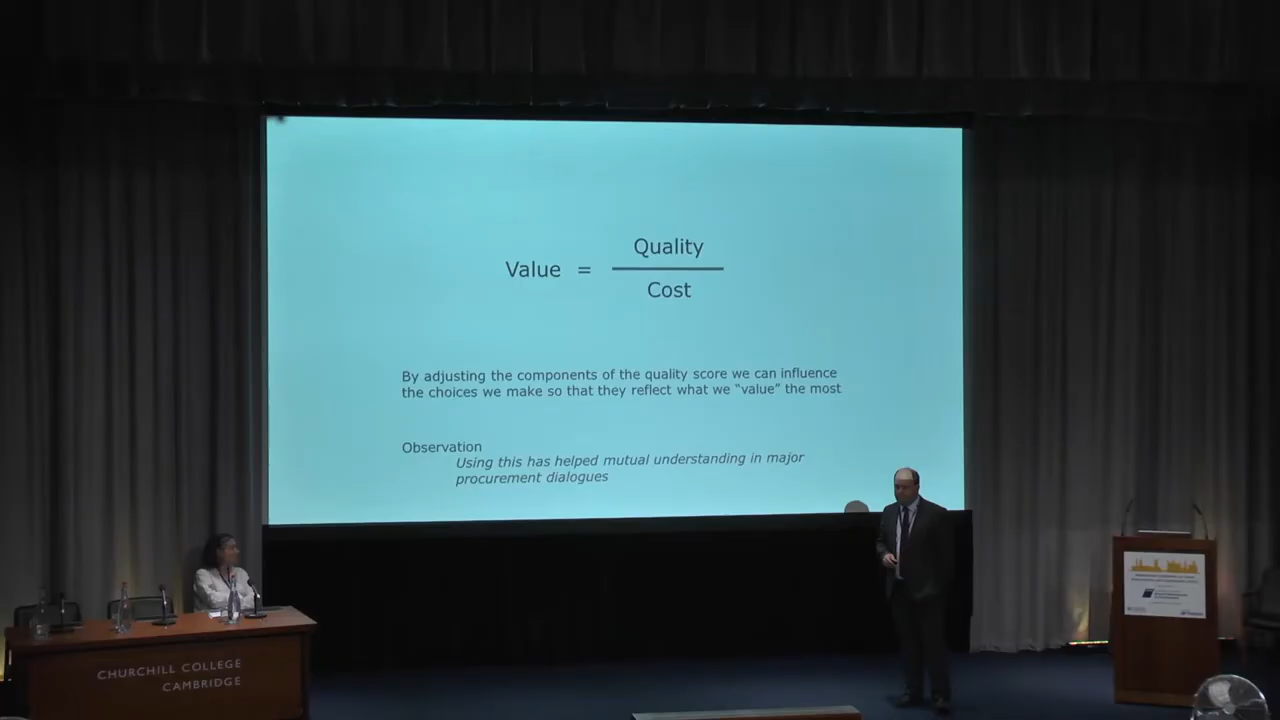 Value = Quality
Cost
By adjusting the components of the quality score we can influence
the choices we make so that they reflect what we “value” the most
Observation
Using this has helped mutual understanding in major
procurement dialogues
CHURCHILL COLLEGE
CAMBRIDGE